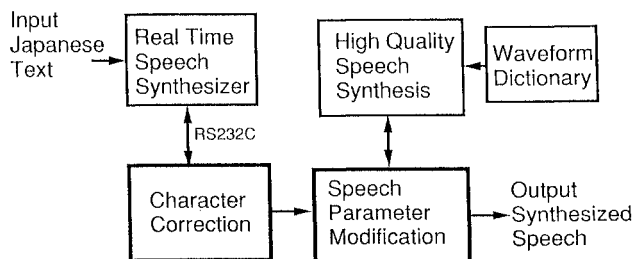 Input
Japanese
Text
Real Time
Speech
Synthesizer
High Quality
Speech
Synthesis
Waveform
Dictionary
RS232C
Character
Correction
Speech
Parameter
Modification
Output
Synthesized
Speech